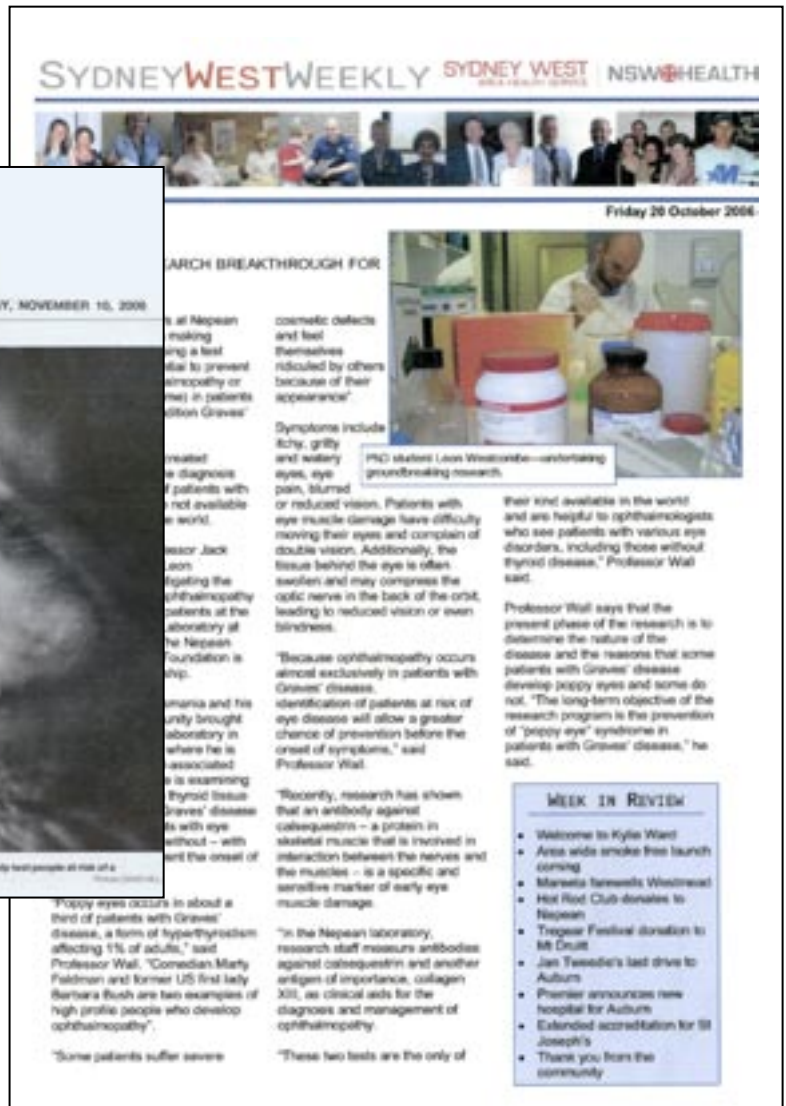 SYDNEYWESTWEEKLY SYDNEY WEST AREA HEALTH SERVICE NSW HEALTH
Friday 20 October 2006
ARCH BREAKTHROUGH FOR
Y, NOVEMBER 10, 2006
s at Nepean
making
ing a test
tial to prevent
almopathy or
me) in patients
dition Graves'
created
e diagnosis
f patients with
not available
e world.
essor Jack
Leon
tigating the
phthalmopathy
patients at the
aboratory at
he Nepean
Foundation is
ship.
smania and his
unity brought
aboratory in
where he is
associated
e is examining
thyroid tissue
Graves' disease
ts with eye
without – with
ent the onset of
"Poppy eyes occurs in about a
third of patients with Graves'
disease, a form of hyperthyroidism
affecting 1% of adults," said
Professor Wall. "Comedian Marty
Feldman and former US first lady
Barbara Bush are two examples of
high profile people who develop
ophthalmopathy".
"Some patients suffer severe
cosmetic defects
and feel
themselves
ridiculed by others
because of their
appearance".
Symptoms include
itchy, gritty
and watery
eyes, eye
pain, blurred
or reduced vision. Patients with
eye muscle damage have difficulty
moving their eyes and complain of
double vision. Additionally, the
tissue behind the eye is often
swollen and may compress the
optic nerve in the back of the orbit,
leading to reduced vision or even
blindness.
"Because ophthalmopathy occurs
almost exclusively in patients with
Graves' disease,
identification of patients at risk of
eye disease will allow a greater
chance of prevention before the
onset of symptoms," said
Professor Wall.
"Recently, research has shown
that an antibody against
calsequestrin – a protein in
skeletal muscle that is involved in
interaction between the nerves and
the muscles – is a specific and
sensitive marker of early eye
muscle damage.
"In the Nepean laboratory,
research staff measure antibodies
against calsequestrin and another
antigen of importance, collagen
XIII, as clinical aids for the
diagnosis and management of
ophthalmopathy.
"These two tests are the only of
PhD student Leon Westcombe—undertaking
groundbreaking research.
their kind available in the world
and are helpful to ophthalmologists
who see patients with various eye
disorders, including those without
thyroid disease," Professor Wall
said.
Professor Wall says that the
present phase of the research is to
determine the nature of the
disease and the reasons that some
patients with Graves' disease
develop poppy eyes and some do
not. "The long-term objective of the
research program is the prevention
of "poppy eye" syndrome in
patients with Graves' disease," he
said.
WEEK IN REVIEW
• Welcome to Kylie Ward
• Area wide smoke free launch
coming
• farewells Westmead
• Hot Rod Club donates to
Nepean
• Tregear Festival donation to
Mt Druitt
• Jan Tweedie's last drive to
Auburn
• Premier announces new
hospital for Auburn
• Extended accreditation for St
Joseph's
• Thank you from the
community
people at risk of a